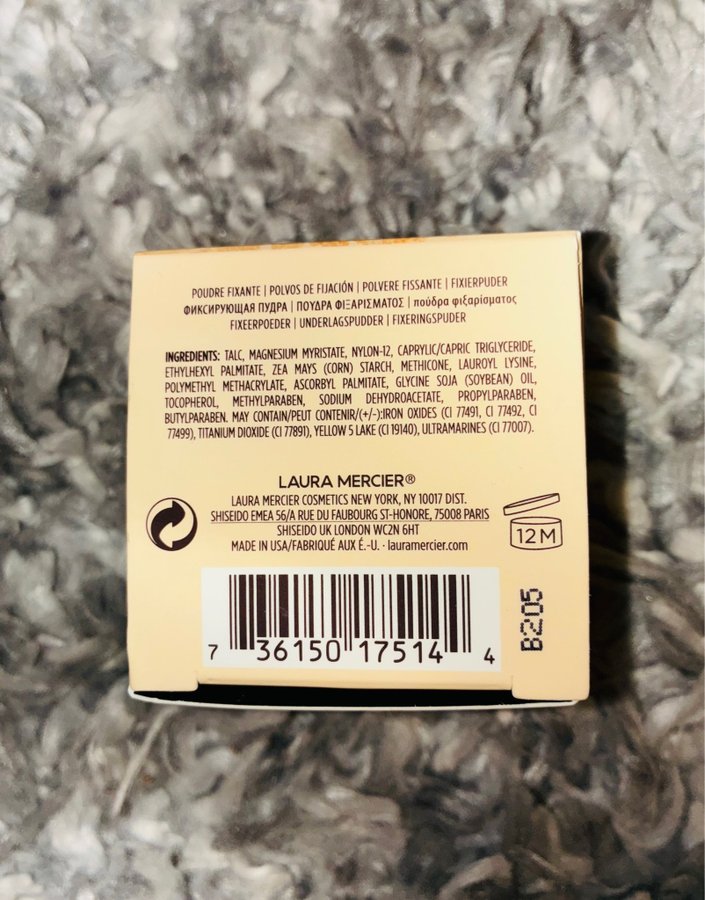 POUDRE FIXANTE | POLVOS DE FIJACIÓN | POLVERE FISSANTE | FIXIERPUDER
ФИКСИРУЮЩАЯ ПУДРА | ΠΟΥΔΡΑ ΦΙΞΑΡΙΣΜΑΤΟΣ | πούδρα φιξαρίσματος
FIXEERPOEDER | UNDERLAGSPUDDER | FIXERINGSPUDER
INGREDIENTS: TALC, MAGNESIUM MYRISTATE, NYLON-12, CAPRYLIC/CAPRIC TRIGLYCERIDE,
ETHYLHEXYL PALMITATE, ZEA MAYS (CORN) STARCH, METHICONE, LAUROYL LYSINE,
POLYMETHYL METHACRYLATE, ASCORBYL PALMITATE, GLYCINE SOJA (SOYBEAN) OIL,
TOCOPHEROL, METHYLPARABEN, SODIUM DEHYDROACETATE, PROPYLPARABEN,
BUTYLPARABEN. MAY CONTAIN/PEUT CONTENIR/(+/-):IRON OXIDES (CI 77491, CI 77492, CI
77499), TITANIUM DIOXIDE (CI 77891), YELLOW 5 LAKE (CI 19140), ULTRAMARINES (CI 77007).
LAURA MERCIER®
LAURA MERCIER COSMETICS NEW YORK, NY 10017 DIST.
SHISEIDO EMEA 56/A RUE DU FAUBOURG ST-HONORE, 75008 PARIS
SHISEIDO UK LONDON WC2N 6HT
MADE IN USA/FABRIQUÉ AUX É.-U. · lauramercier.com
12M
7 36150 17514 4
B205